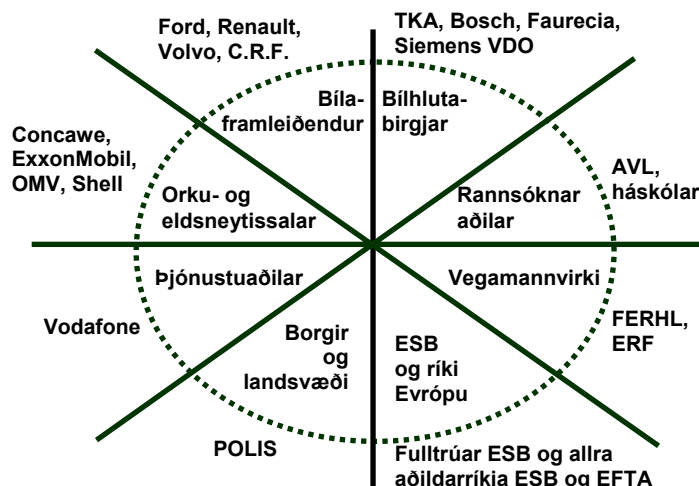 Ford, Renault,
Volvo, C.R.F.
TKA, Bosch, Faurecia,
Siemens VDO
Bíla-
framleiðendur
Bílhluta-
birgjar
Concawe,
ExxonMobil,
OMV, Shell
Orku- og
eldsneytissalar
Rannsóknar
aðilar
AVL,
háskólar
Þjónustuaðilar
Vegamannvirki
Vodafone
Borgir
og
landsvæði
ESB
og ríki
Evrópu
FERHL,
ERF
POLIS
Fulltrúar ESB og allra
aðildarríkia ESB og EFTA